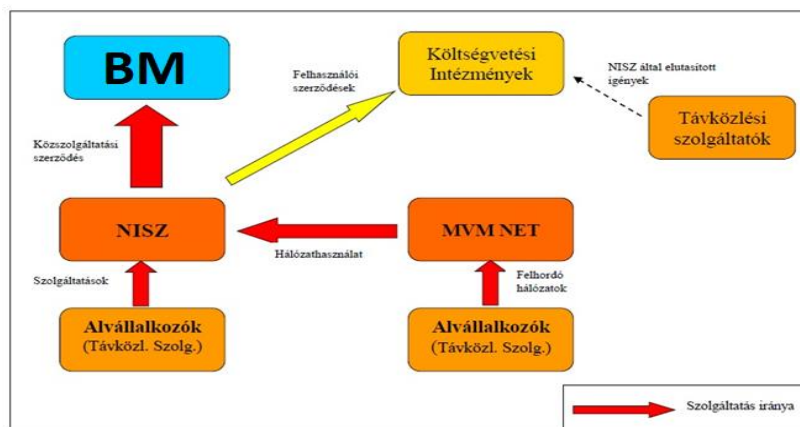 BM
Költségvetési
Intézmények
Felhasználói
szerződések
NISZ által elutasított
igények
Távközlési
szolgáltatók
Közszolgáltatási
szerződés
NISZ
MVM NET
Hálózathasználat
Szolgáltatások
Felhordó
hálózatok
Alvállalkozók
(Távközl. Szolg.)
Alvállalkozók
(Távközl. Szolg.)
Szolgáltatás iránya